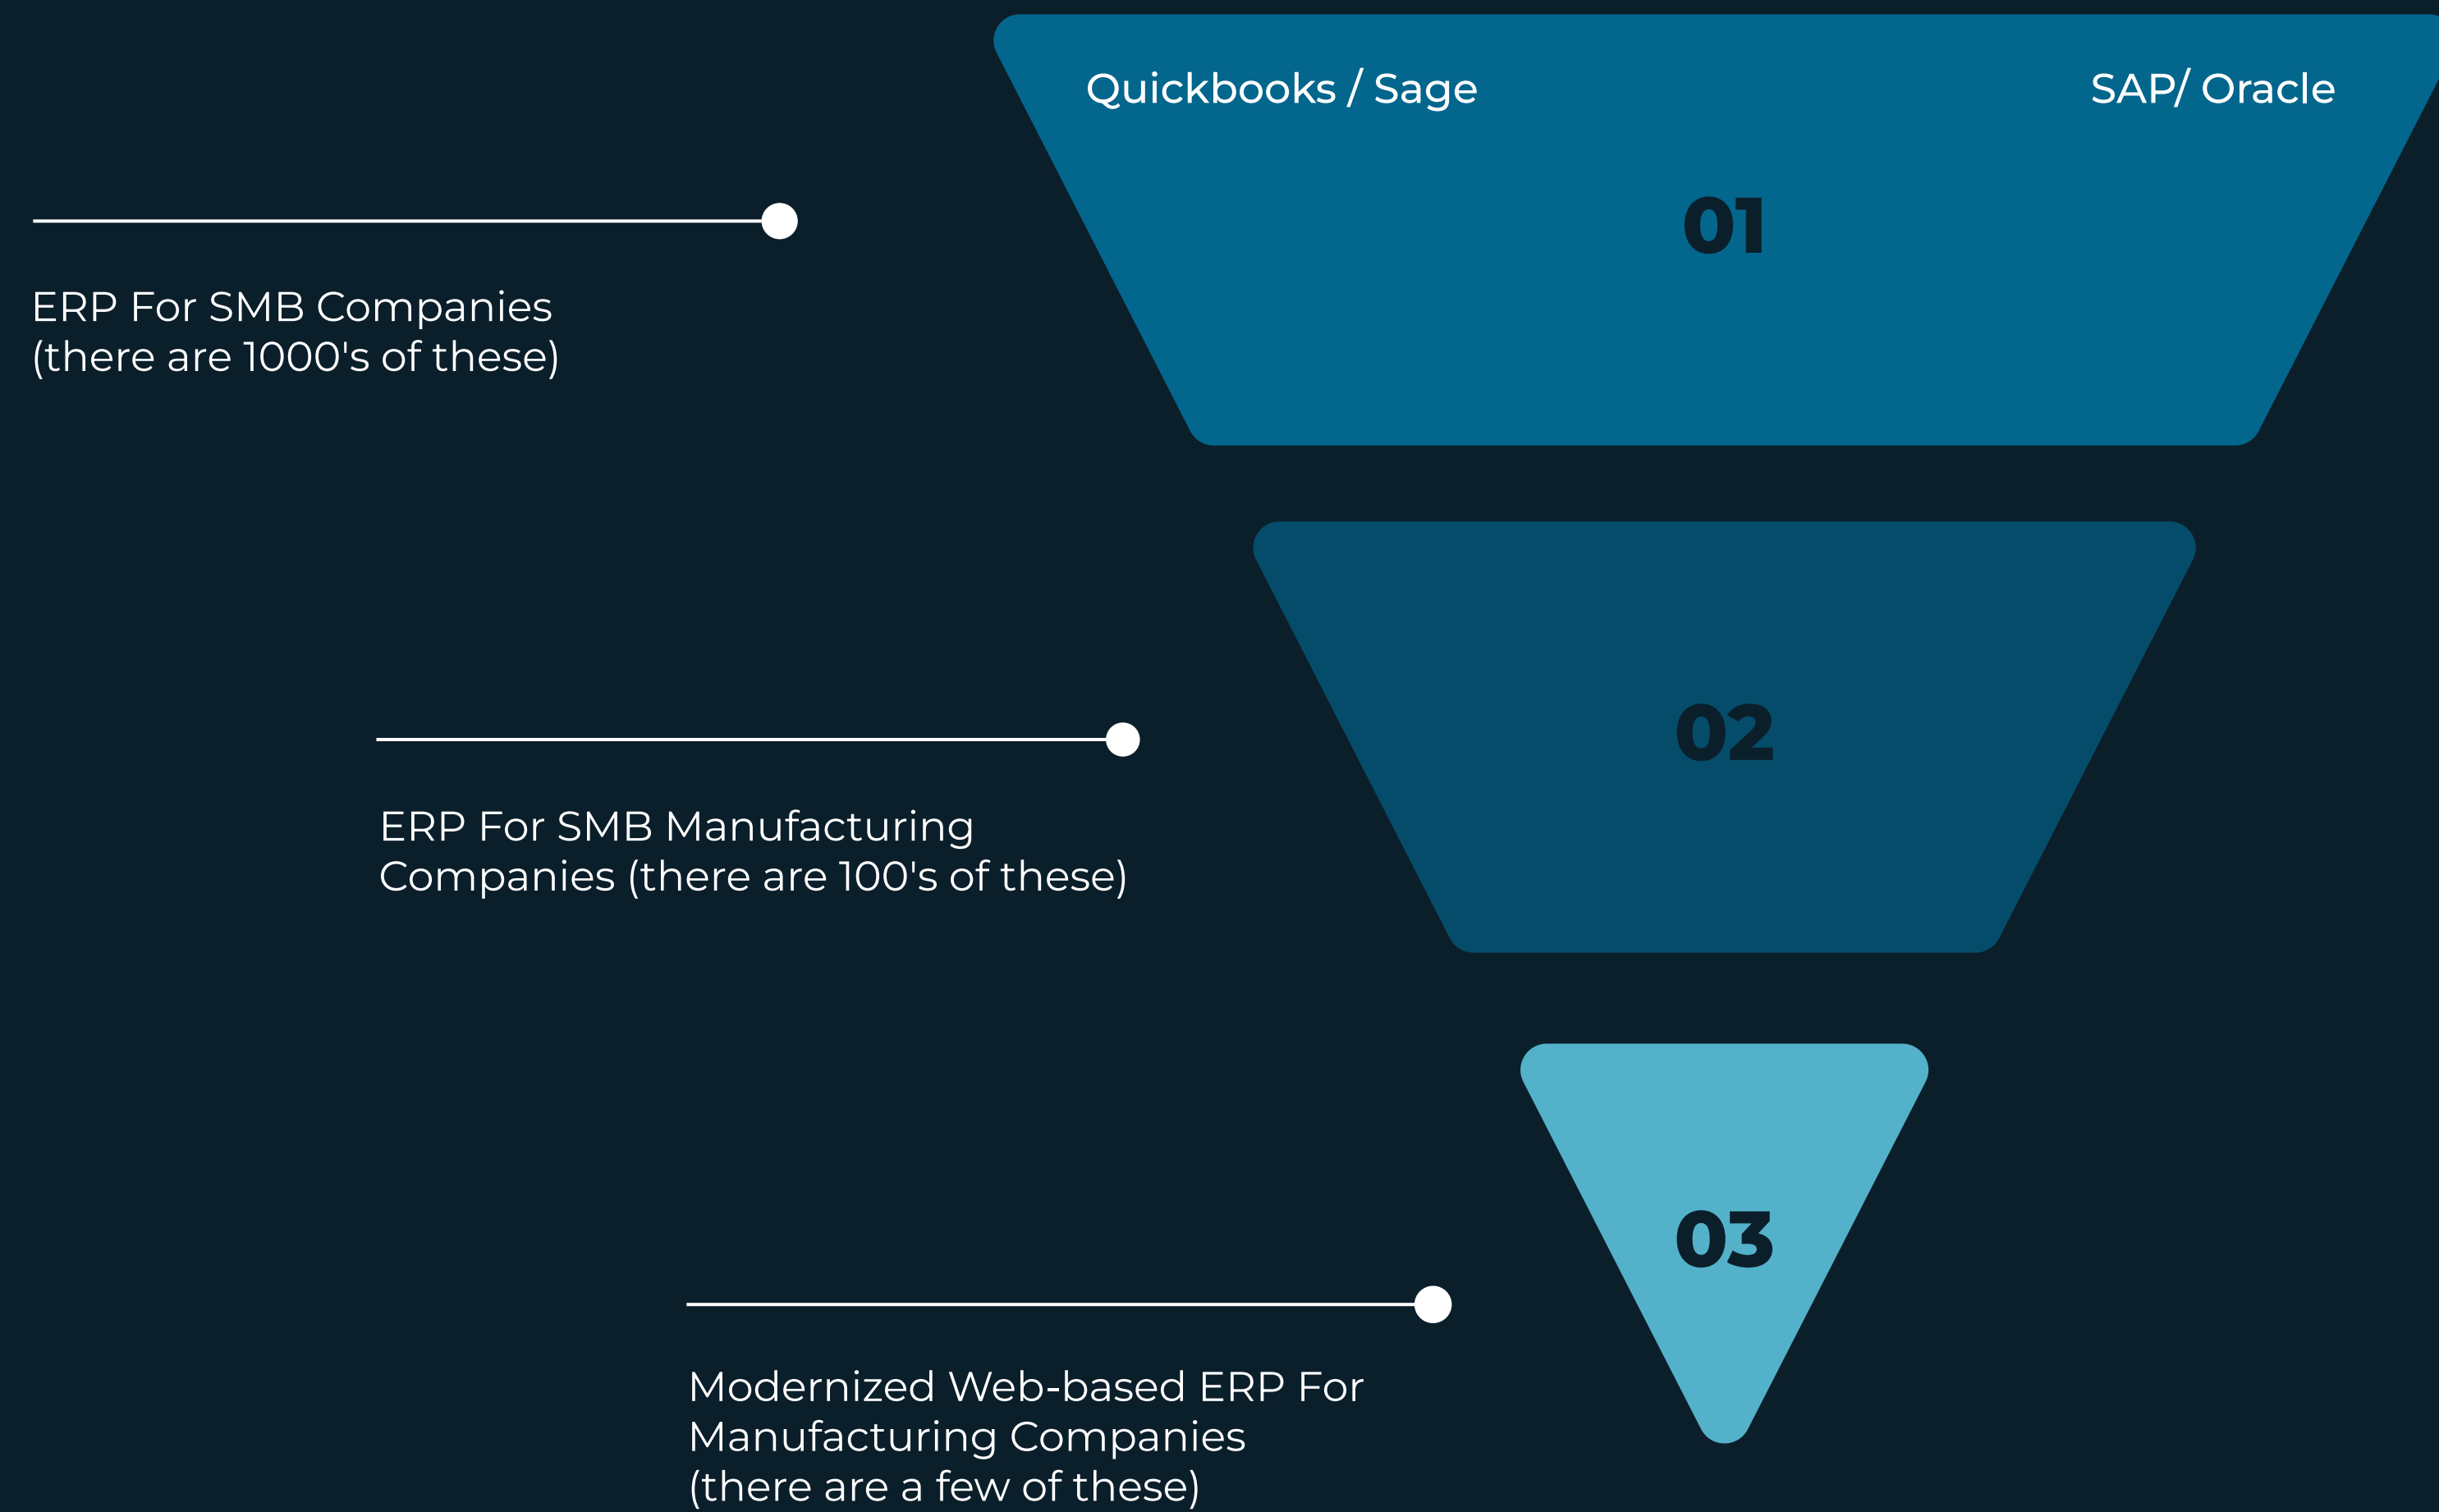 Quickbooks / Sage
SAP/ Oracle
01
ERP For SMB Companies
(there are 1000's of these)
02
ERP For SMB Manufacturing
Companies (there are 100's of these)
03
Modernized Web-based ERP For
Manufacturing Companies
(there are a few of these)